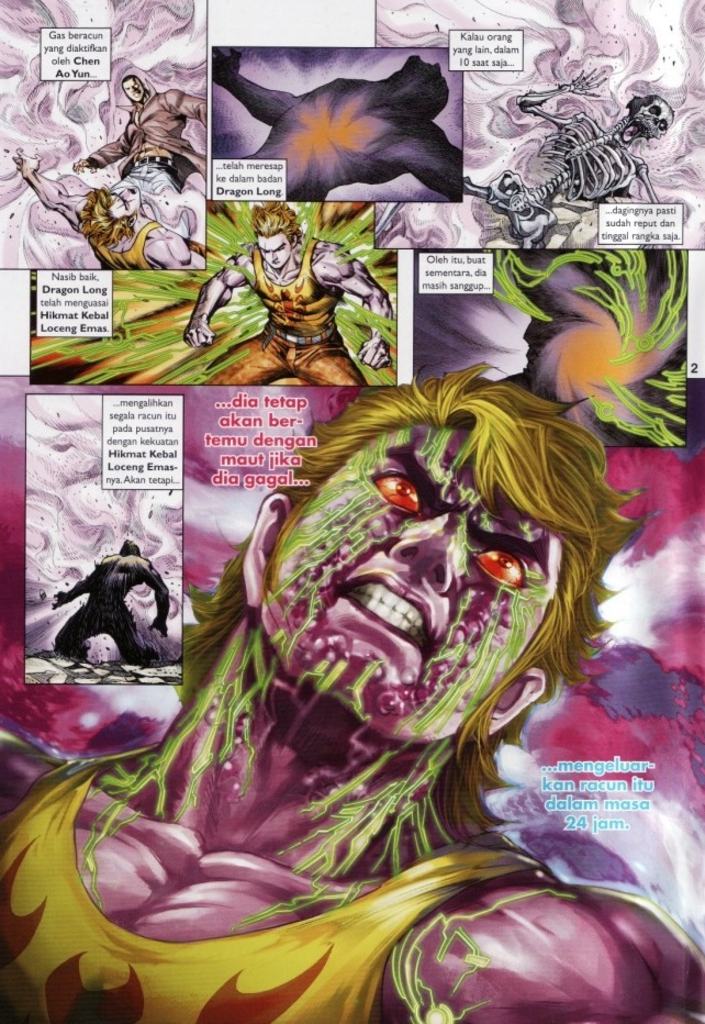 Gas beracun
yang diaktifkan
oleh Chen
Ao Yun...
...telah meresap
ke dalam badan
Dragon Long.
Kalau orang
yang lain, dalam
10 saat saja...
...dagingnya pasti
sudah reput dan
tinggal rangka saja.
Nasib baik,
Dragon Long
telah menguasai
Hikmat Kebal
Loceng Emas.
Oleh itu, buat
sementara, dia
masih sanggup...
2
...mengalihkan
segala racun itu
pada pusatnya
dengan kekuatan
Hikmat Kebal
Loceng Emas-
nya. Akan tetapi...
...dia tetap
akan ber-
temu dengan
maut jika
dia gagal...
...mengeluar-
kan racun itu
dalam masa
24 jam.